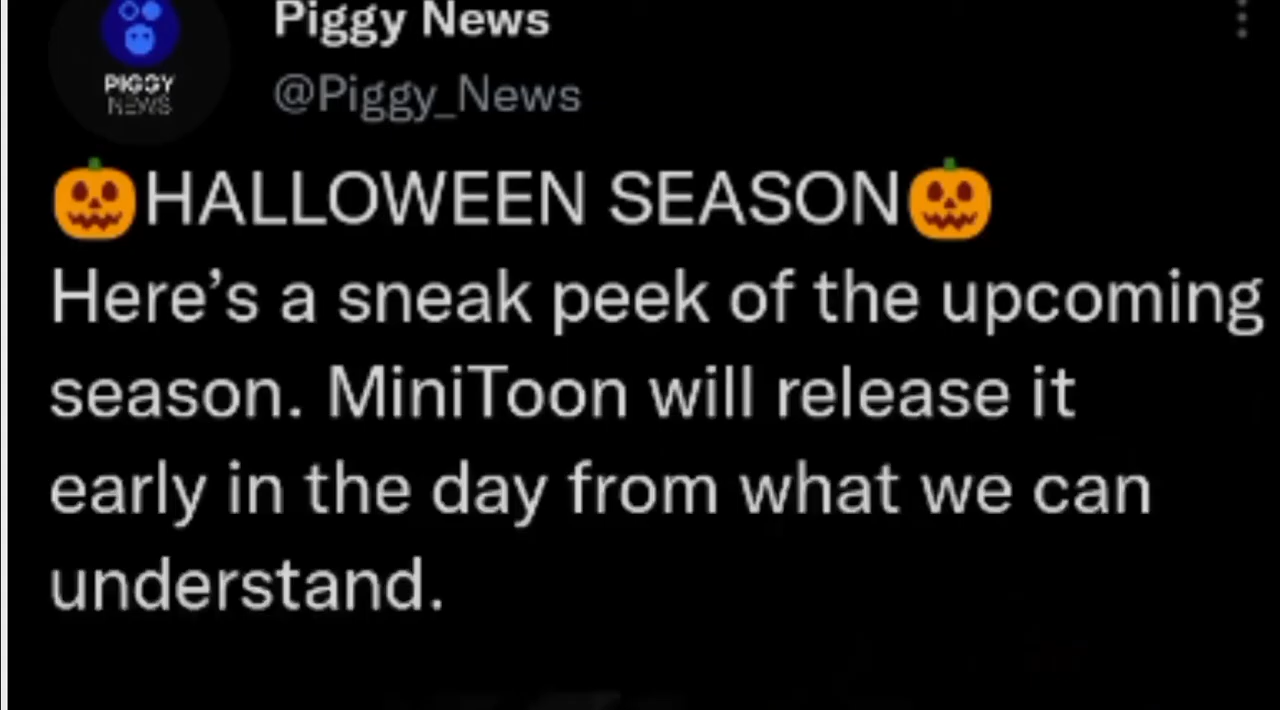 Piggy News
@Piggy_News
PIGGY
NEWS
🎃HALLOWEEN SEASON🎃
Here’s a sneak peek of the upcoming
season. MiniToon will release it
early in the day from what we can
understand.